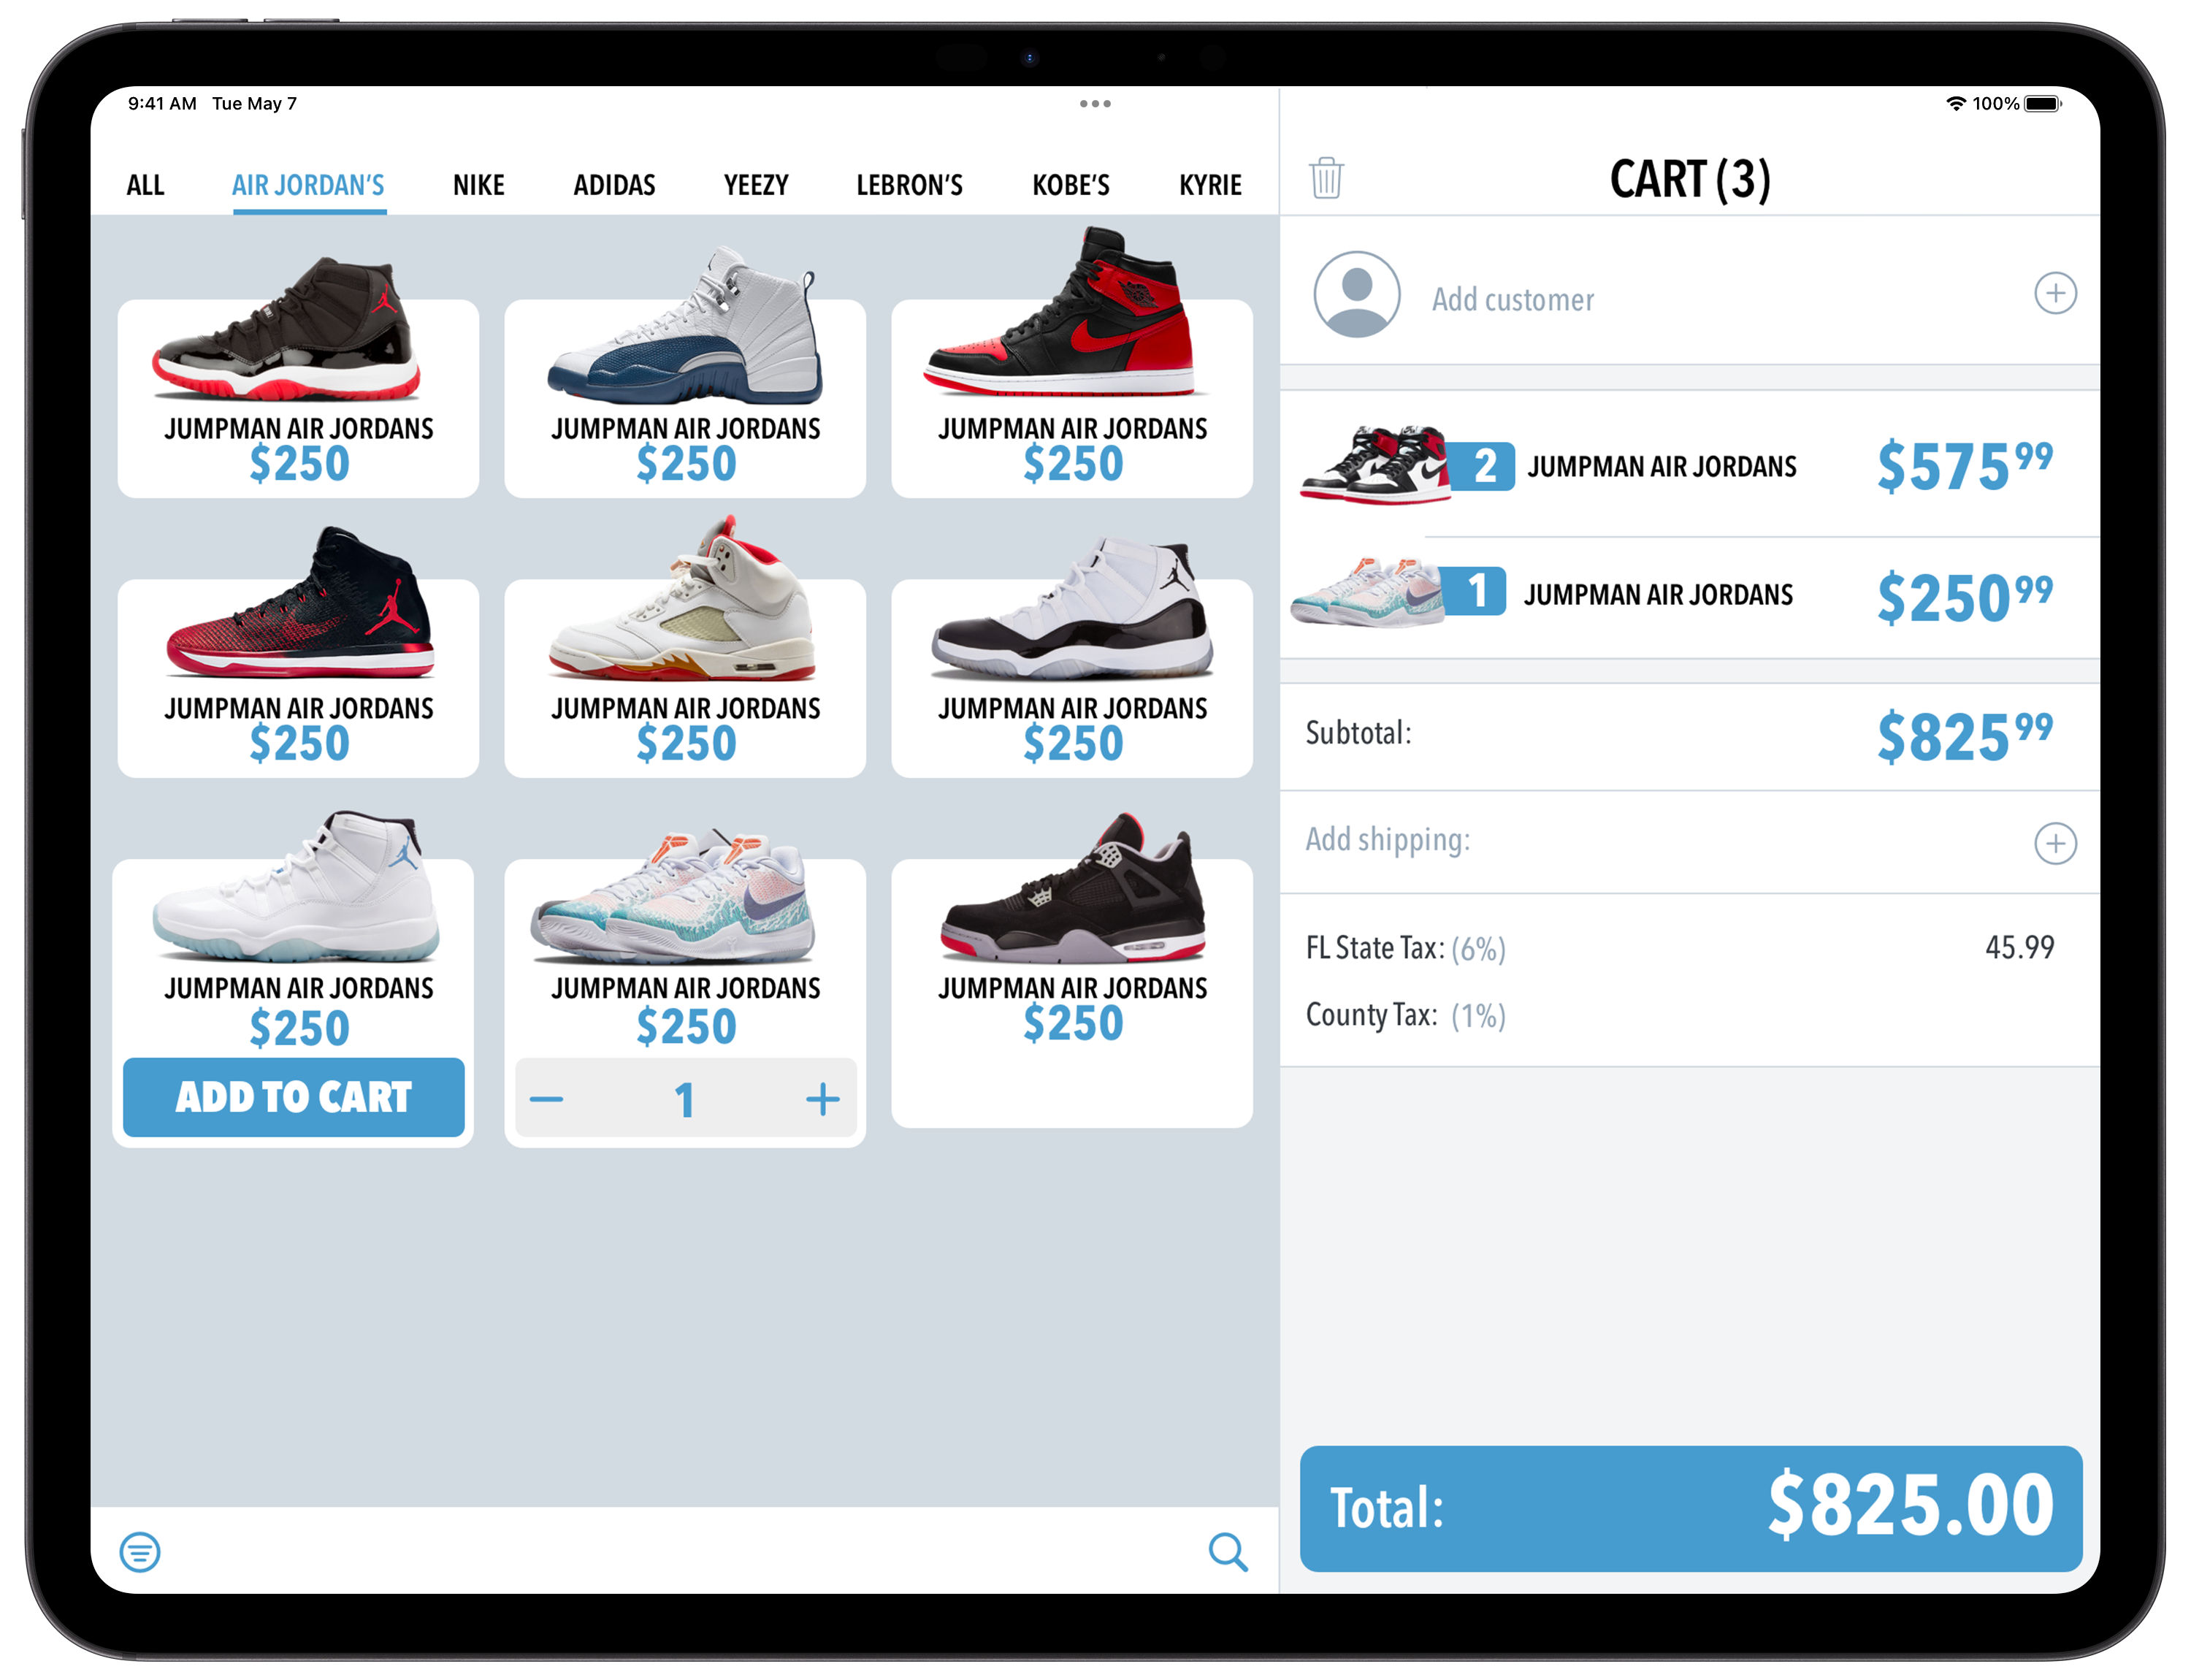 9:41 AM Tue May 7
100%
ALL AIR JORDAN'S NIKE ADIDAS YEEZY LEBRON'S KOBE'S KYRIE
JUMPMAN AIR JORDANS
$250
JUMPMAN AIR JORDANS
$250
JUMPMAN AIR JORDANS
$250
JUMPMAN AIR JORDANS
$250
JUMPMAN AIR JORDANS
$250
JUMPMAN AIR JORDANS
$250
JUMPMAN AIR JORDANS
$250
ADD TO CART
JUMPMAN AIR JORDANS
$250
− 1 +
JUMPMAN AIR JORDANS
$250
CART (3)
Add customer
2 JUMPMAN AIR JORDANS $575 99
1 JUMPMAN AIR JORDANS $250 99
Subtotal: $825 99
Add shipping:
FL State Tax: (6%) 45.99
County Tax: (1%)
Total: $825.00